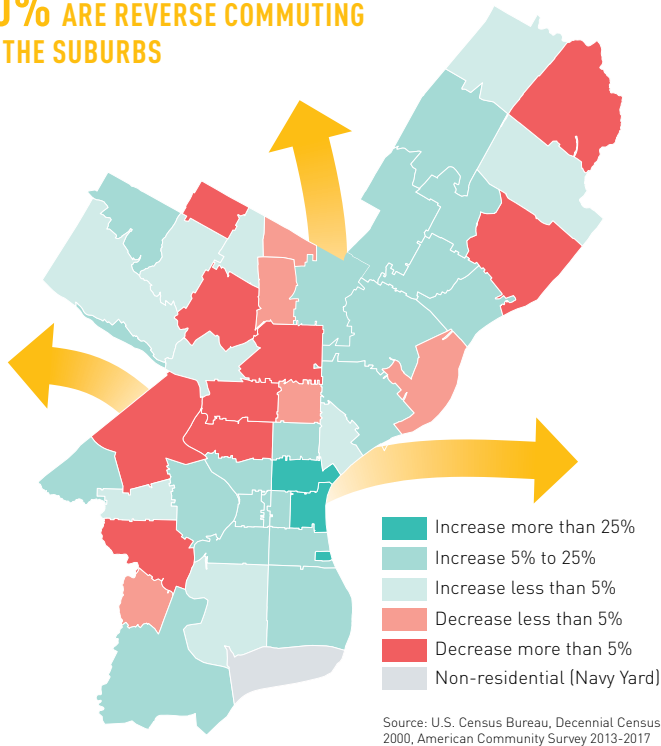 0% ARE REVERSE COMMUTING
THE SUBURBS
Increase more than 25%
Increase 5% to 25%
Increase less than 5%
Decrease less than 5%
Decrease more than 5%
Non-residential (Navy Yard)
Source: U.S. Census Bureau, Decennial Census
2000, American Community Survey 2013-2017